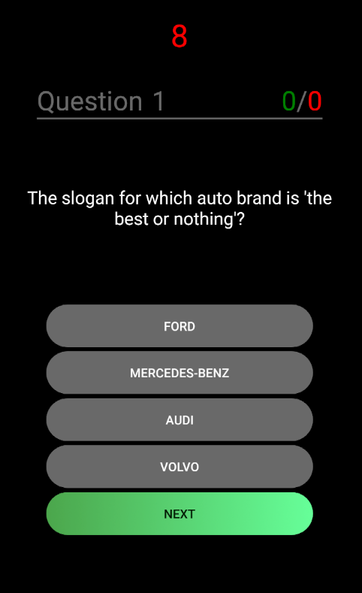 8
Question 1 0/0
The slogan for which auto brand is 'the
best or nothing'?
FORD
MERCEDES-BENZ
AUDI
VOLVO
NEXT